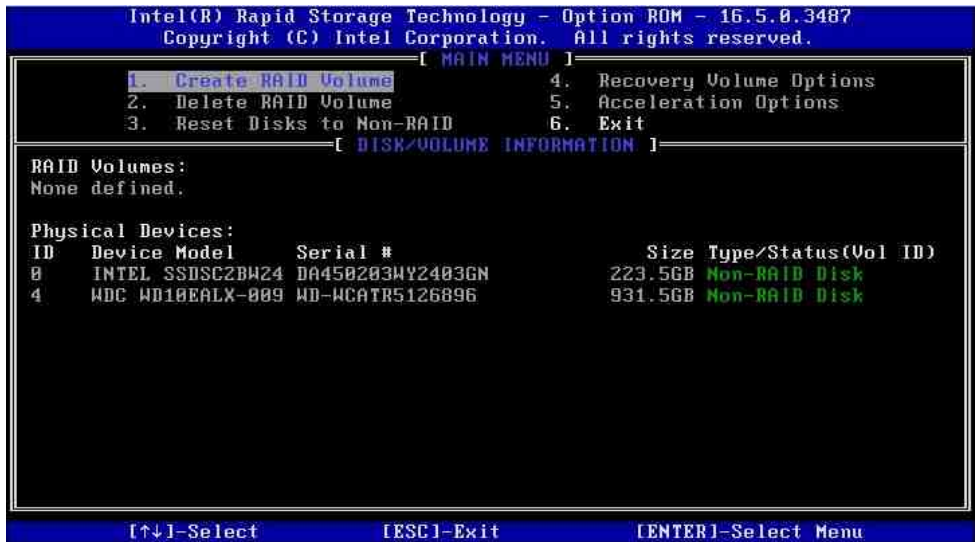 Intel(R) Rapid Storage Technology - Option ROM - 16.5.0.3487
Copyright (C) Intel Corporation. All rights reserved.
[ MAIN MENU ]
1. Create RAID Volume 4. Recovery Volume Options
2. Delete RAID Volume 5. Acceleration Options
3. Reset Disks to Non-RAID 6. Exit
[ DISK/VOLUME INFORMATION ]
RAID Volumes:
None defined.
Physical Devices:
ID Device Model Serial # Size Type/Status(Vol ID)
0 INTEL SSDSC2BW24 DA450203WY2403GN 223.5GB Non-RAID Disk
4 WDC WD10EALX-009 WD-WCATR5126896 931.5GB Non-RAID Disk
[↑↓]-Select [ESC]-Exit [ENTER]-Select Menu